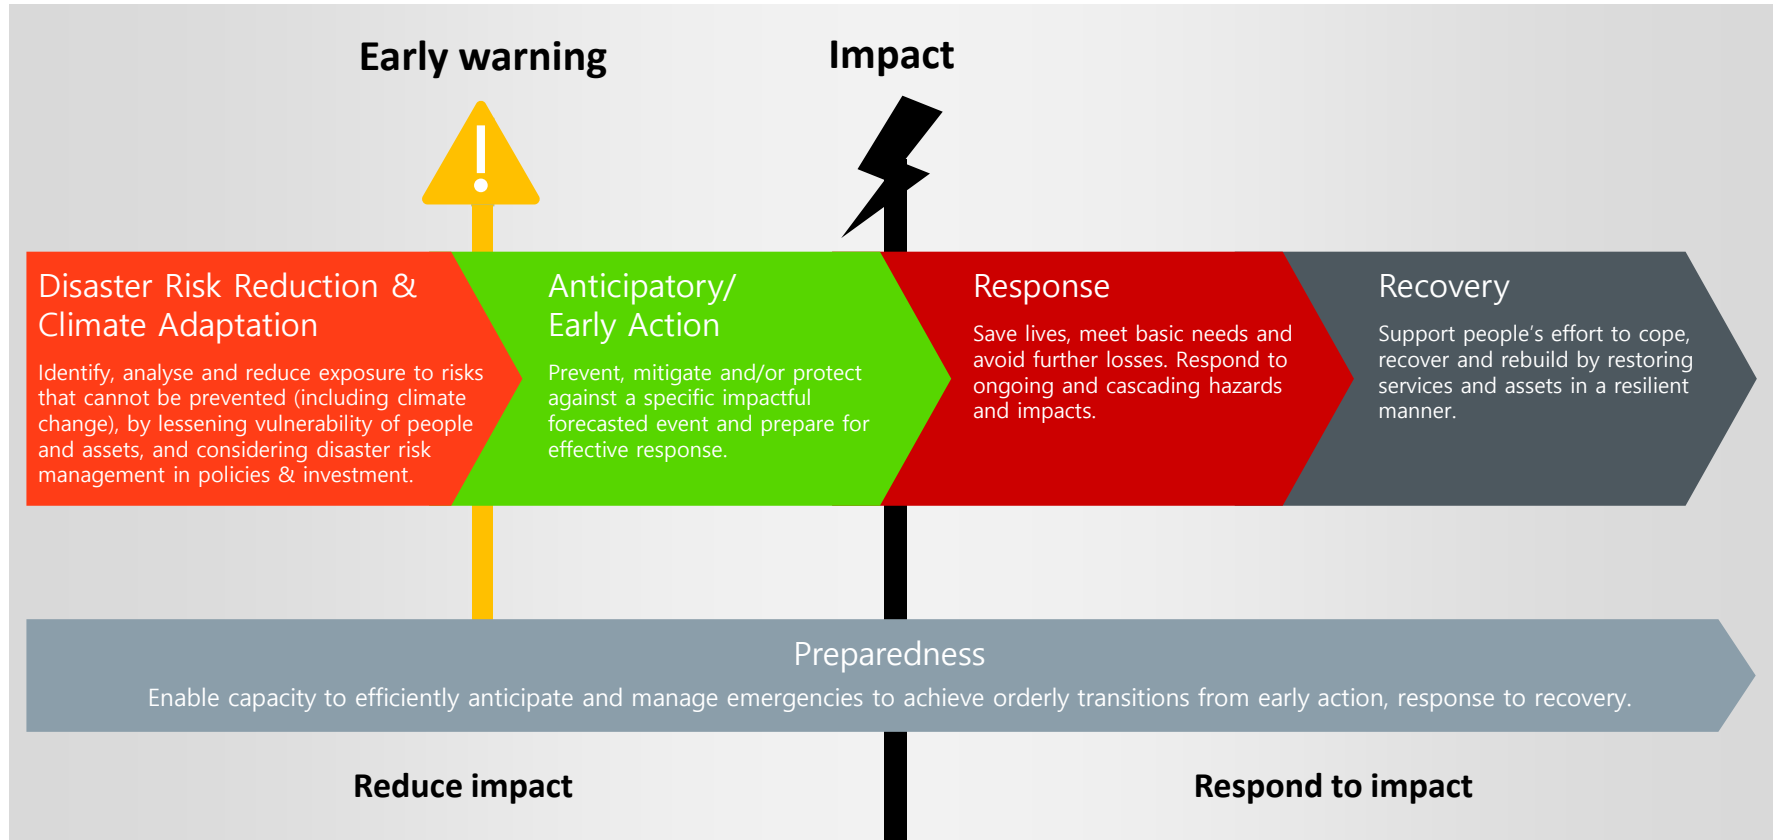 Early warning
Impact
Disaster Risk Reduction &
Climate Adaptation
Identify, analyse and reduce exposure to risks
that cannot be prevented (including climate
change), by lessening vulnerability of people
and assets, and considering disaster risk
management in policies & investment.
Anticipatory/
Early Action
Prevent, mitigate and/or protect
against a specific impactful
forecasted event and prepare for
effective response.
Response
Save lives, meet basic needs and
avoid further losses. Respond to
ongoing and cascading hazards
and impacts.
Recovery
Support people’s effort to cope,
recover and rebuild by restoring
services and assets in a resilient
manner.
Preparedness
Enable capacity to efficiently anticipate and manage emergencies to achieve orderly transitions from early action, response to recovery.
Reduce impact
Respond to impact